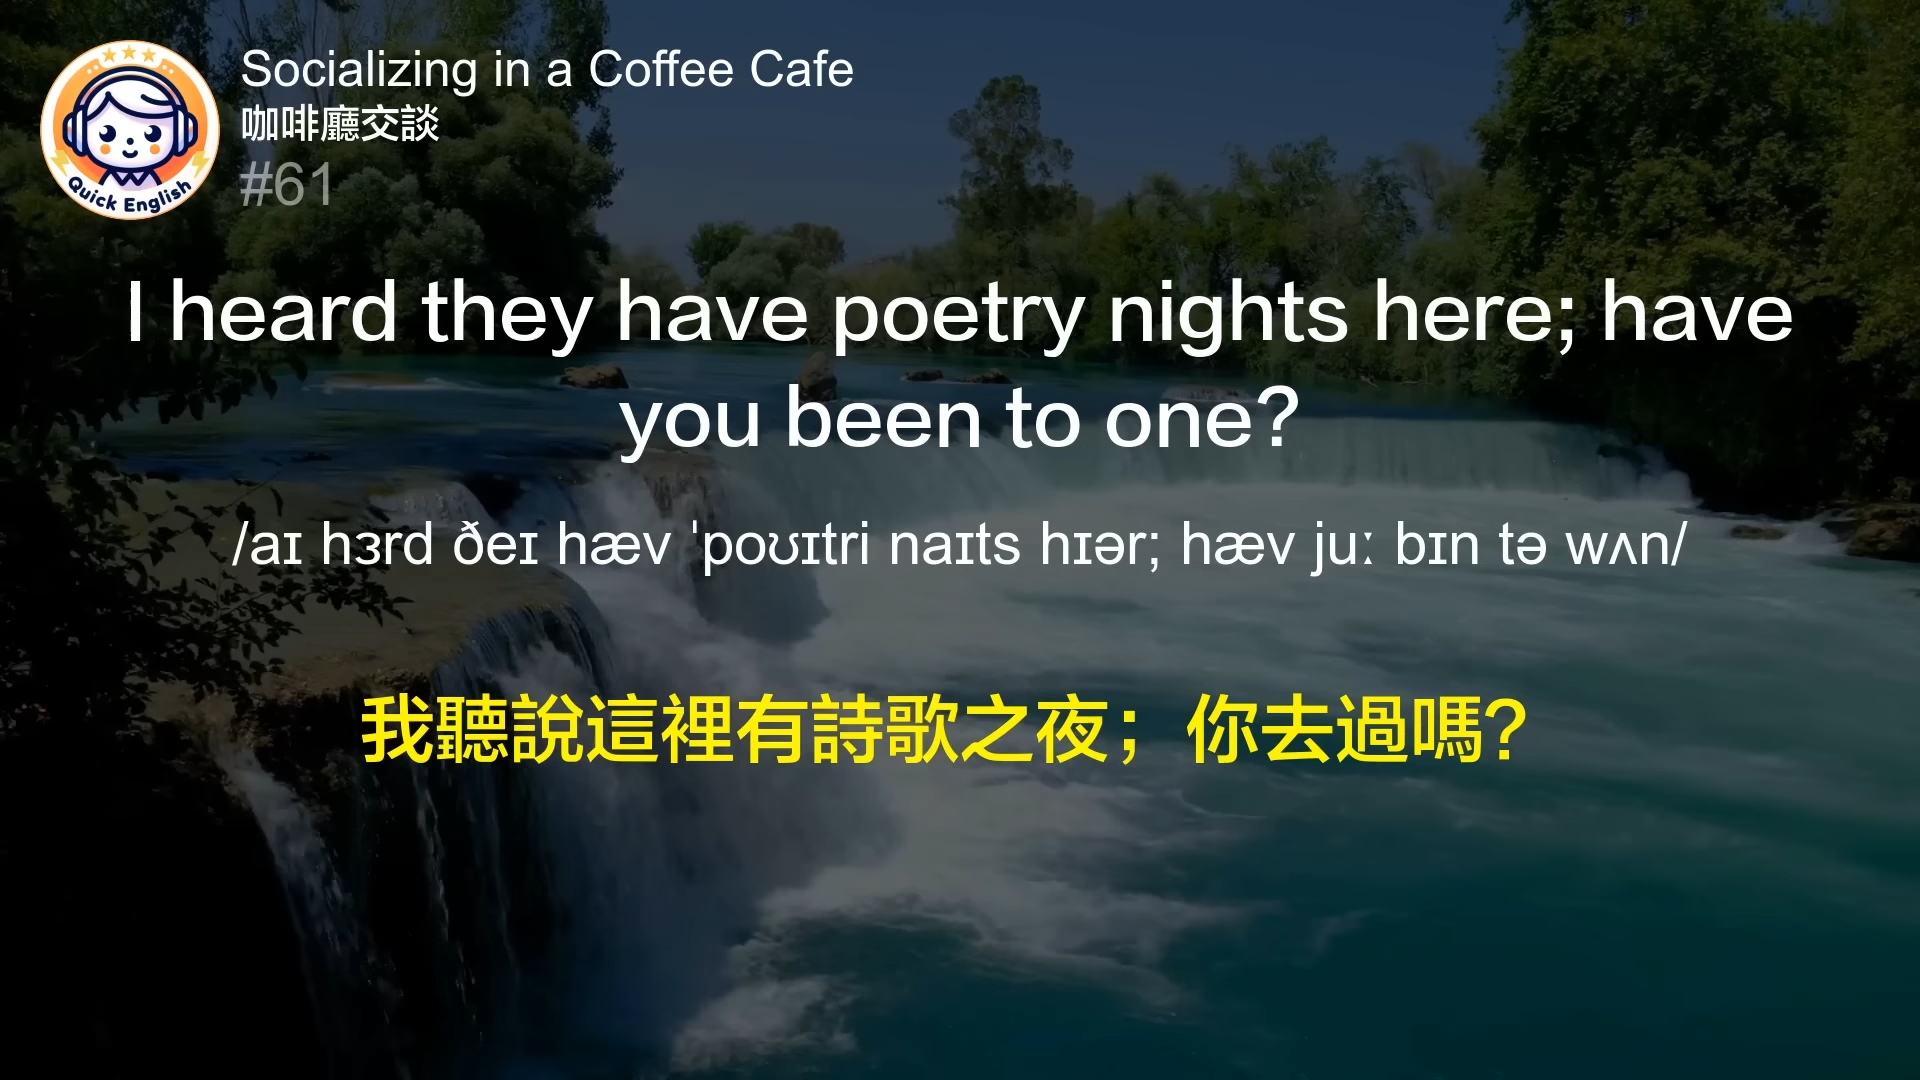 Socializing in a Coffee Cafe
咖啡廳交談
#61
Quick English
I heard they have poetry nights here; have
you been to one?
/aɪ hɜrd ðeɪ hæv ˈpoʊɪtri naɪts hɪər; hæv juː bɪn tə wʌn/
我聽說這裡有詩歌之夜；你去過嗎?